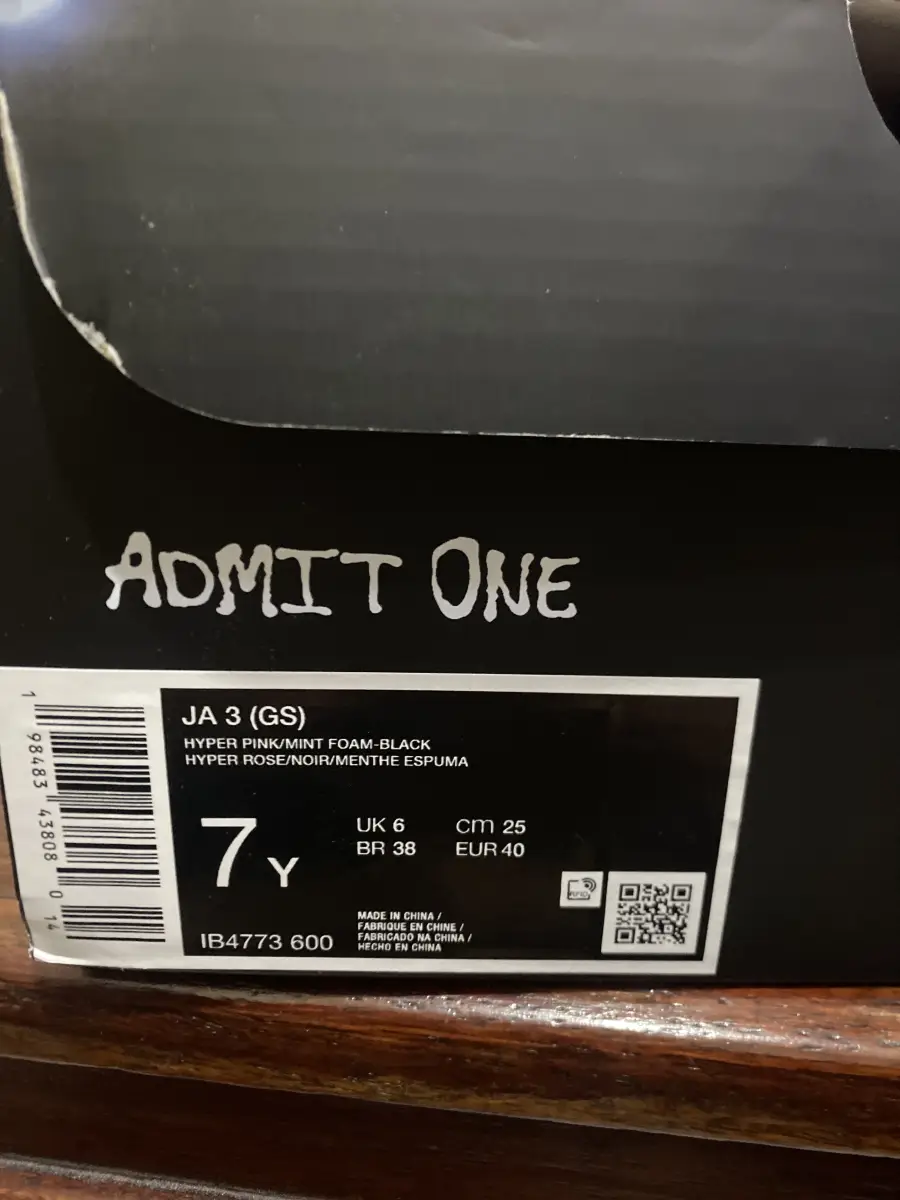 ADMIT ONE
JA 3 (GS)
HYPER PINK/MINT FOAM-BLACK
HYPER ROSE/NOIR/MENTHE ESPUMA
7 Y
UK 6 cm 25
BR 38 EUR 40
IB4773 600
MADE IN CHINA /
FABRIQUE EN CHINE /
FABRICADO NA CHINA /
HECHO EN CHINA
1 98483 43808 0 14